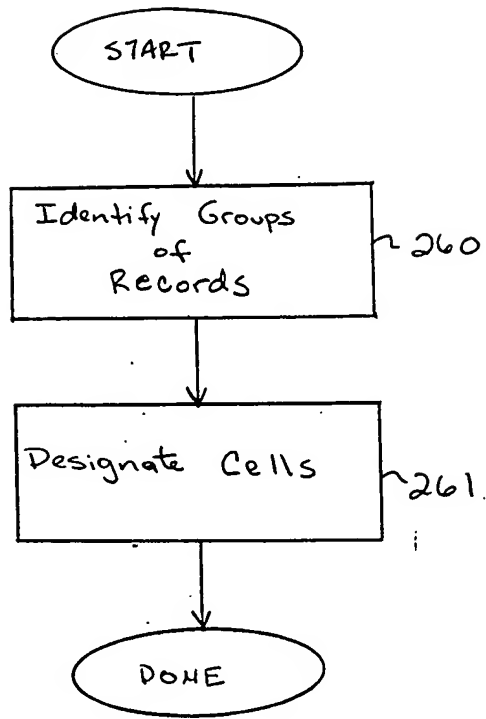 START
Identify Groups
of
Records
260
Designate Cells
261.
DONE